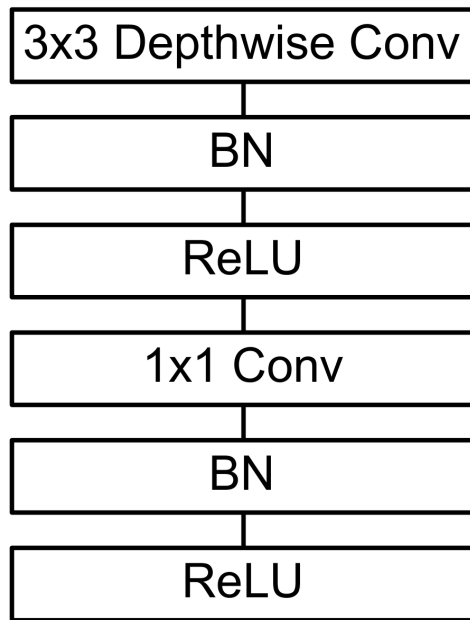 3x3 Depthwise Conv
BN
ReLU
1x1 Conv
BN
ReLU